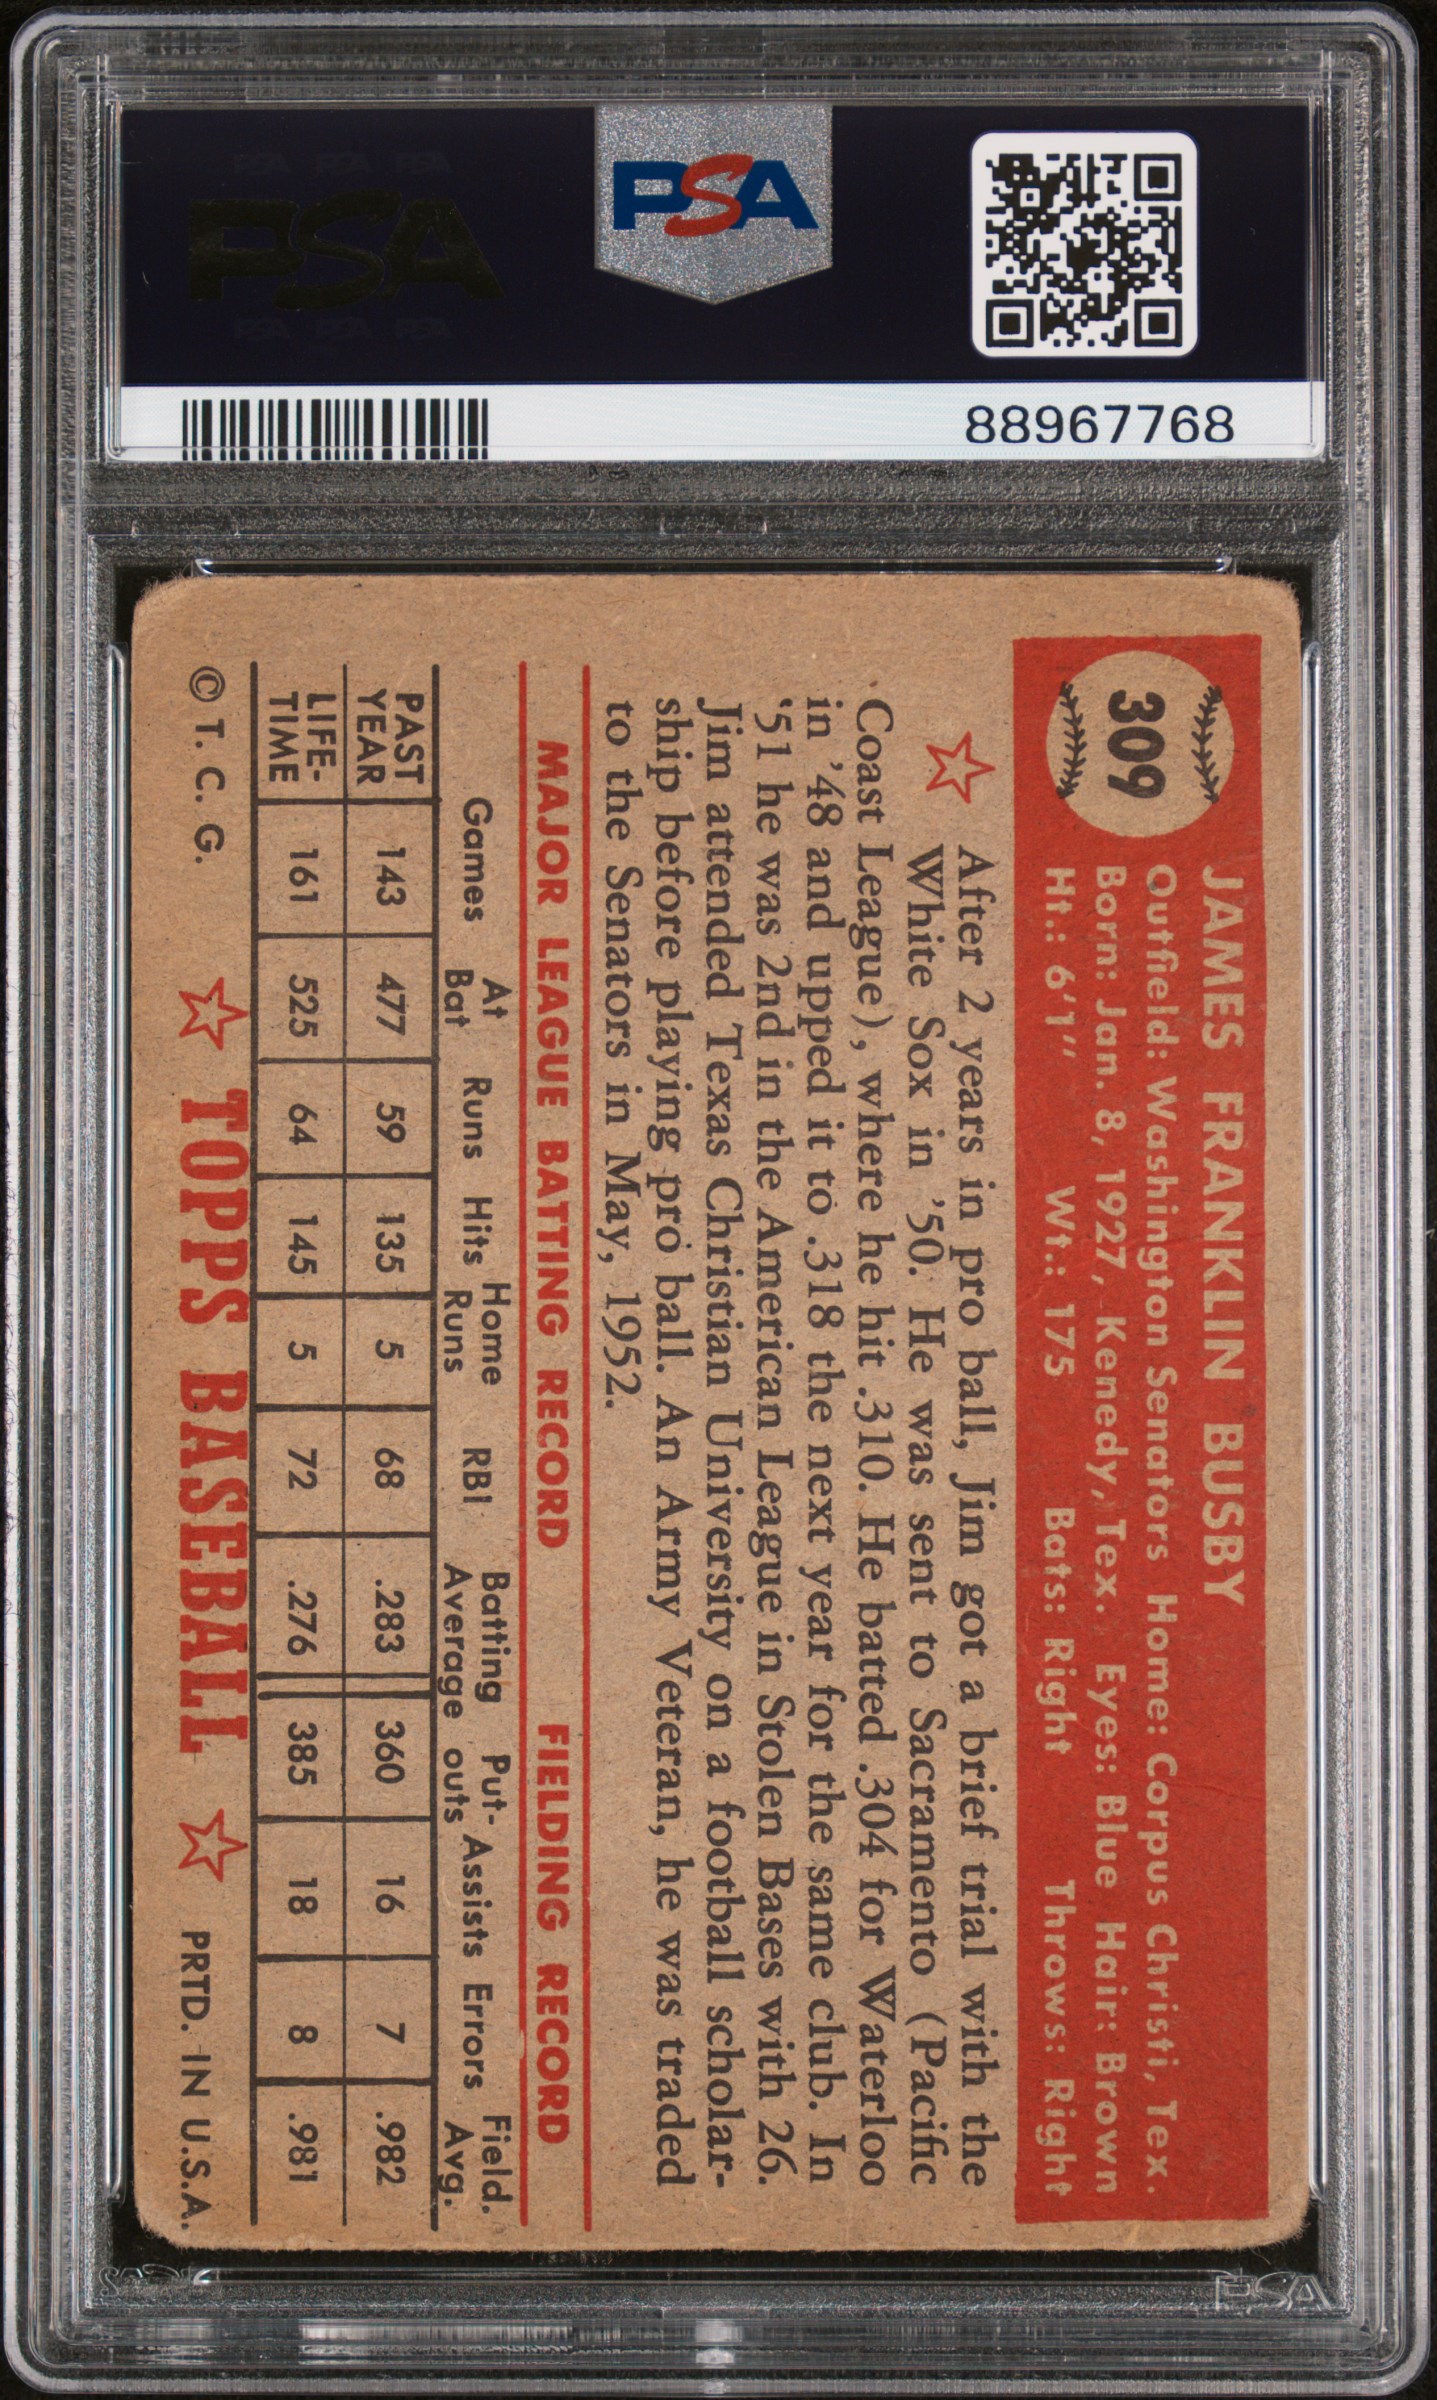 PSA PSA PSA
PSA
PSA PSA PSA
PSA
88967768
309
JAMES FRANKLIN BUSBY
Outfield: Washington Senators Home: Corpus Christi, Tex.
Born: Jan. 8, 1927, Kenedy, Tex. Eyes: Blue Hair: Brown
Ht.: 6'1" Wt.: 175 Bats: Right Throws: Right
After 2 years in pro ball, Jim got a brief trial with the
White Sox in '50. He was sent to Sacramento (Pacific
Coast League), where he hit .310. He batted .304 for Waterloo
in '48 and upped it to .318 the next year for the same club. In
'51 he was 2nd in the American League in Stolen Bases with 26.
Jim attended Texas Christian University on a football scholar-
ship before playing pro ball. An Army Veteran, he was traded
to the Senators in May, 1952.
MAJOR LEAGUE BATTING RECORD FIELDING RECORD
Games At Bat Runs Hits Home Runs RBI Batting Average Put-outs Assists Errors Field. Avg.
PAST YEAR 143 477 59 135 5 68 .283 360 16 7 .982
LIFE-TIME 161 525 64 145 5 72 .276 385 18 8 .981
© T. C. G. TOPPS BASEBALL PRTD. IN U.S.A.
PSA